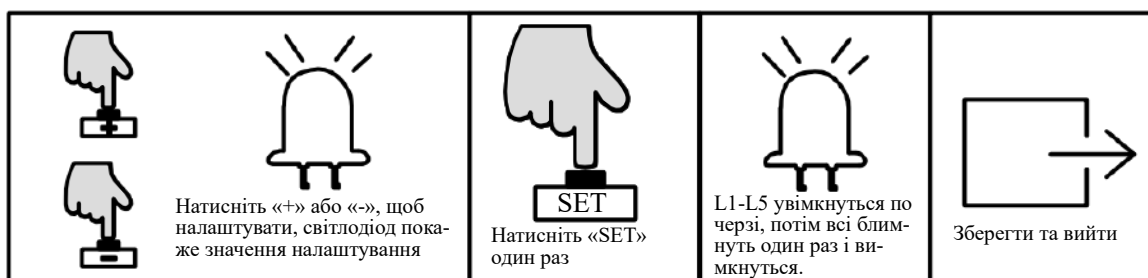 +
-
Натисніть «+» або «-», щоб
налаштувати, світлодіод пока-
же значення налаштування
SET
Натисніть «SET»
один раз
L1-L5 увімкнуться по
черзі, потім всі блим-
нуть один раз і ви-
мкнуться.
Зберегти та вийти